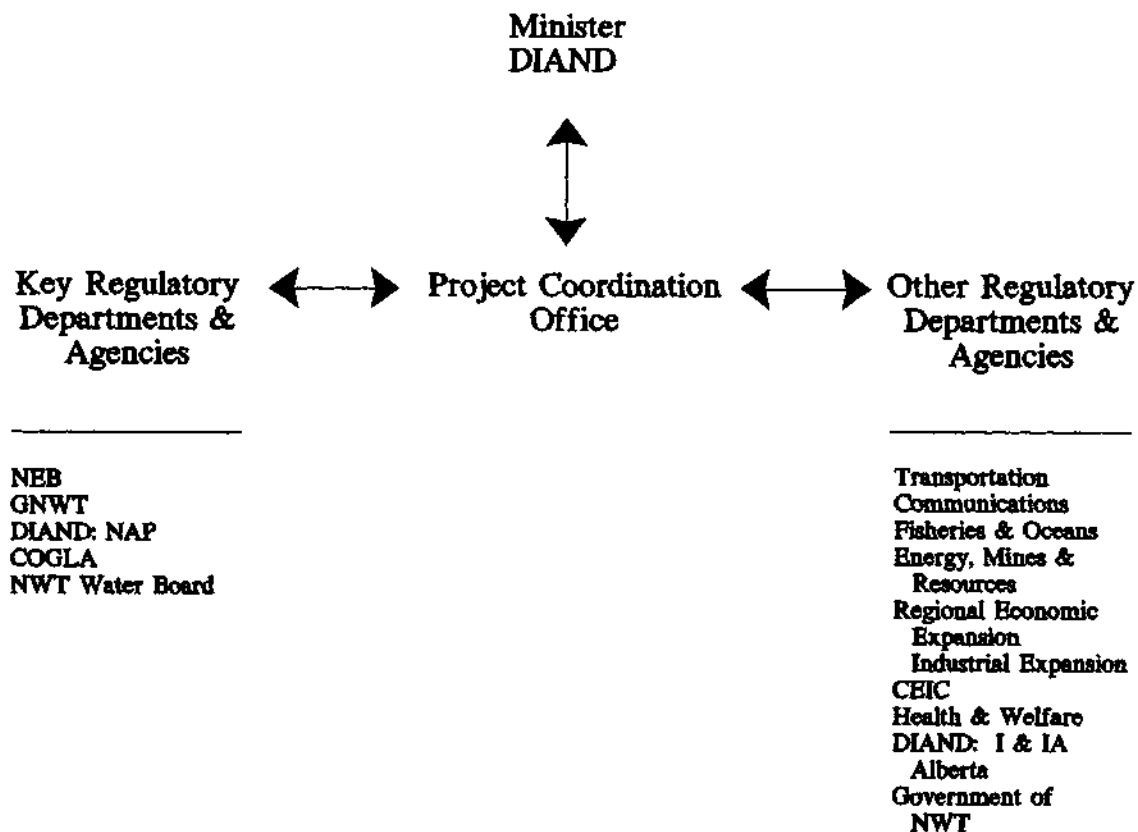 Minister
DIAND
Key Regulatory
Departments &
Agencies
Project Coordination
Office
Other Regulatory
Departments &
Agencies
NEB
GNWT
DIAND: NAP
COGLA
NWT Water Board
Transportation
Communications
Fisheries & Oceans
Energy, Mines &
Resources
Regional Economic
Expansion
Industrial Expansion
CEIC
Health & Welfare
DIAND: I & IA
Alberta
Government of
NWT